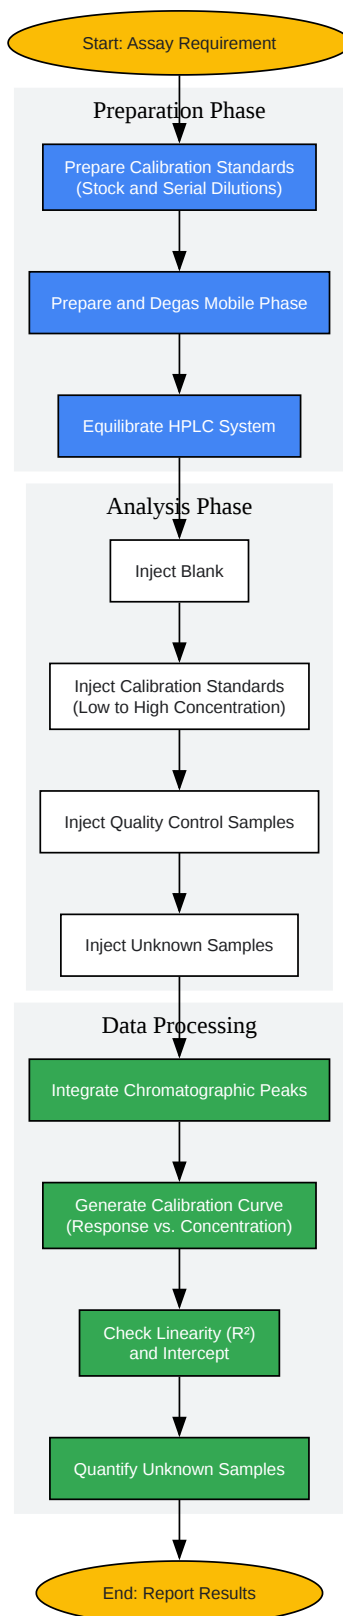 Start: Assay Requirement
Preparation Phase
Prepare Calibration Standards
(Stock and Serial Dilutions)
Prepare and Degas Mobile Phase
Equilibrate HPLC System
Analysis Phase
Inject Blank
Inject Calibration Standards
(Low to High Concentration)
Inject Quality Control Samples
Inject Unknown Samples
Data Processing
Integrate Chromatographic Peaks
Generate Calibration Curve
(Response vs. Concentration)
Check Linearity (R²)
and Intercept
Quantify Unknown Samples
End: Report Results